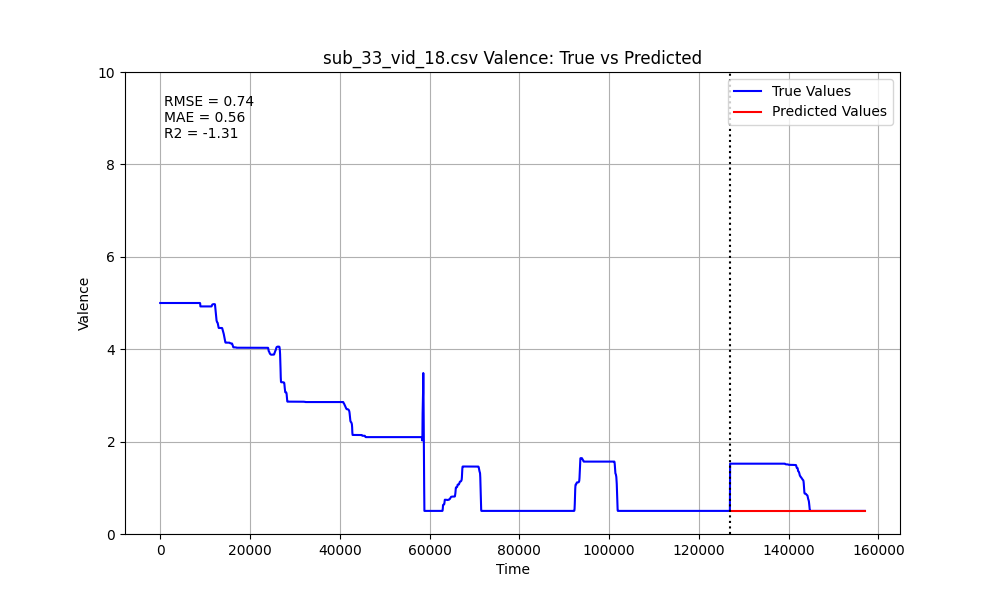 sub_33_vid_18.csv Valence: True vs Predicted
RMSE = 0.74
MAE = 0.56
R2 = -1.31
True Values
Predicted Values
10
8
6
4
2
0
Valence
0 20000 40000 60000 80000 100000 120000 140000 160000
Time